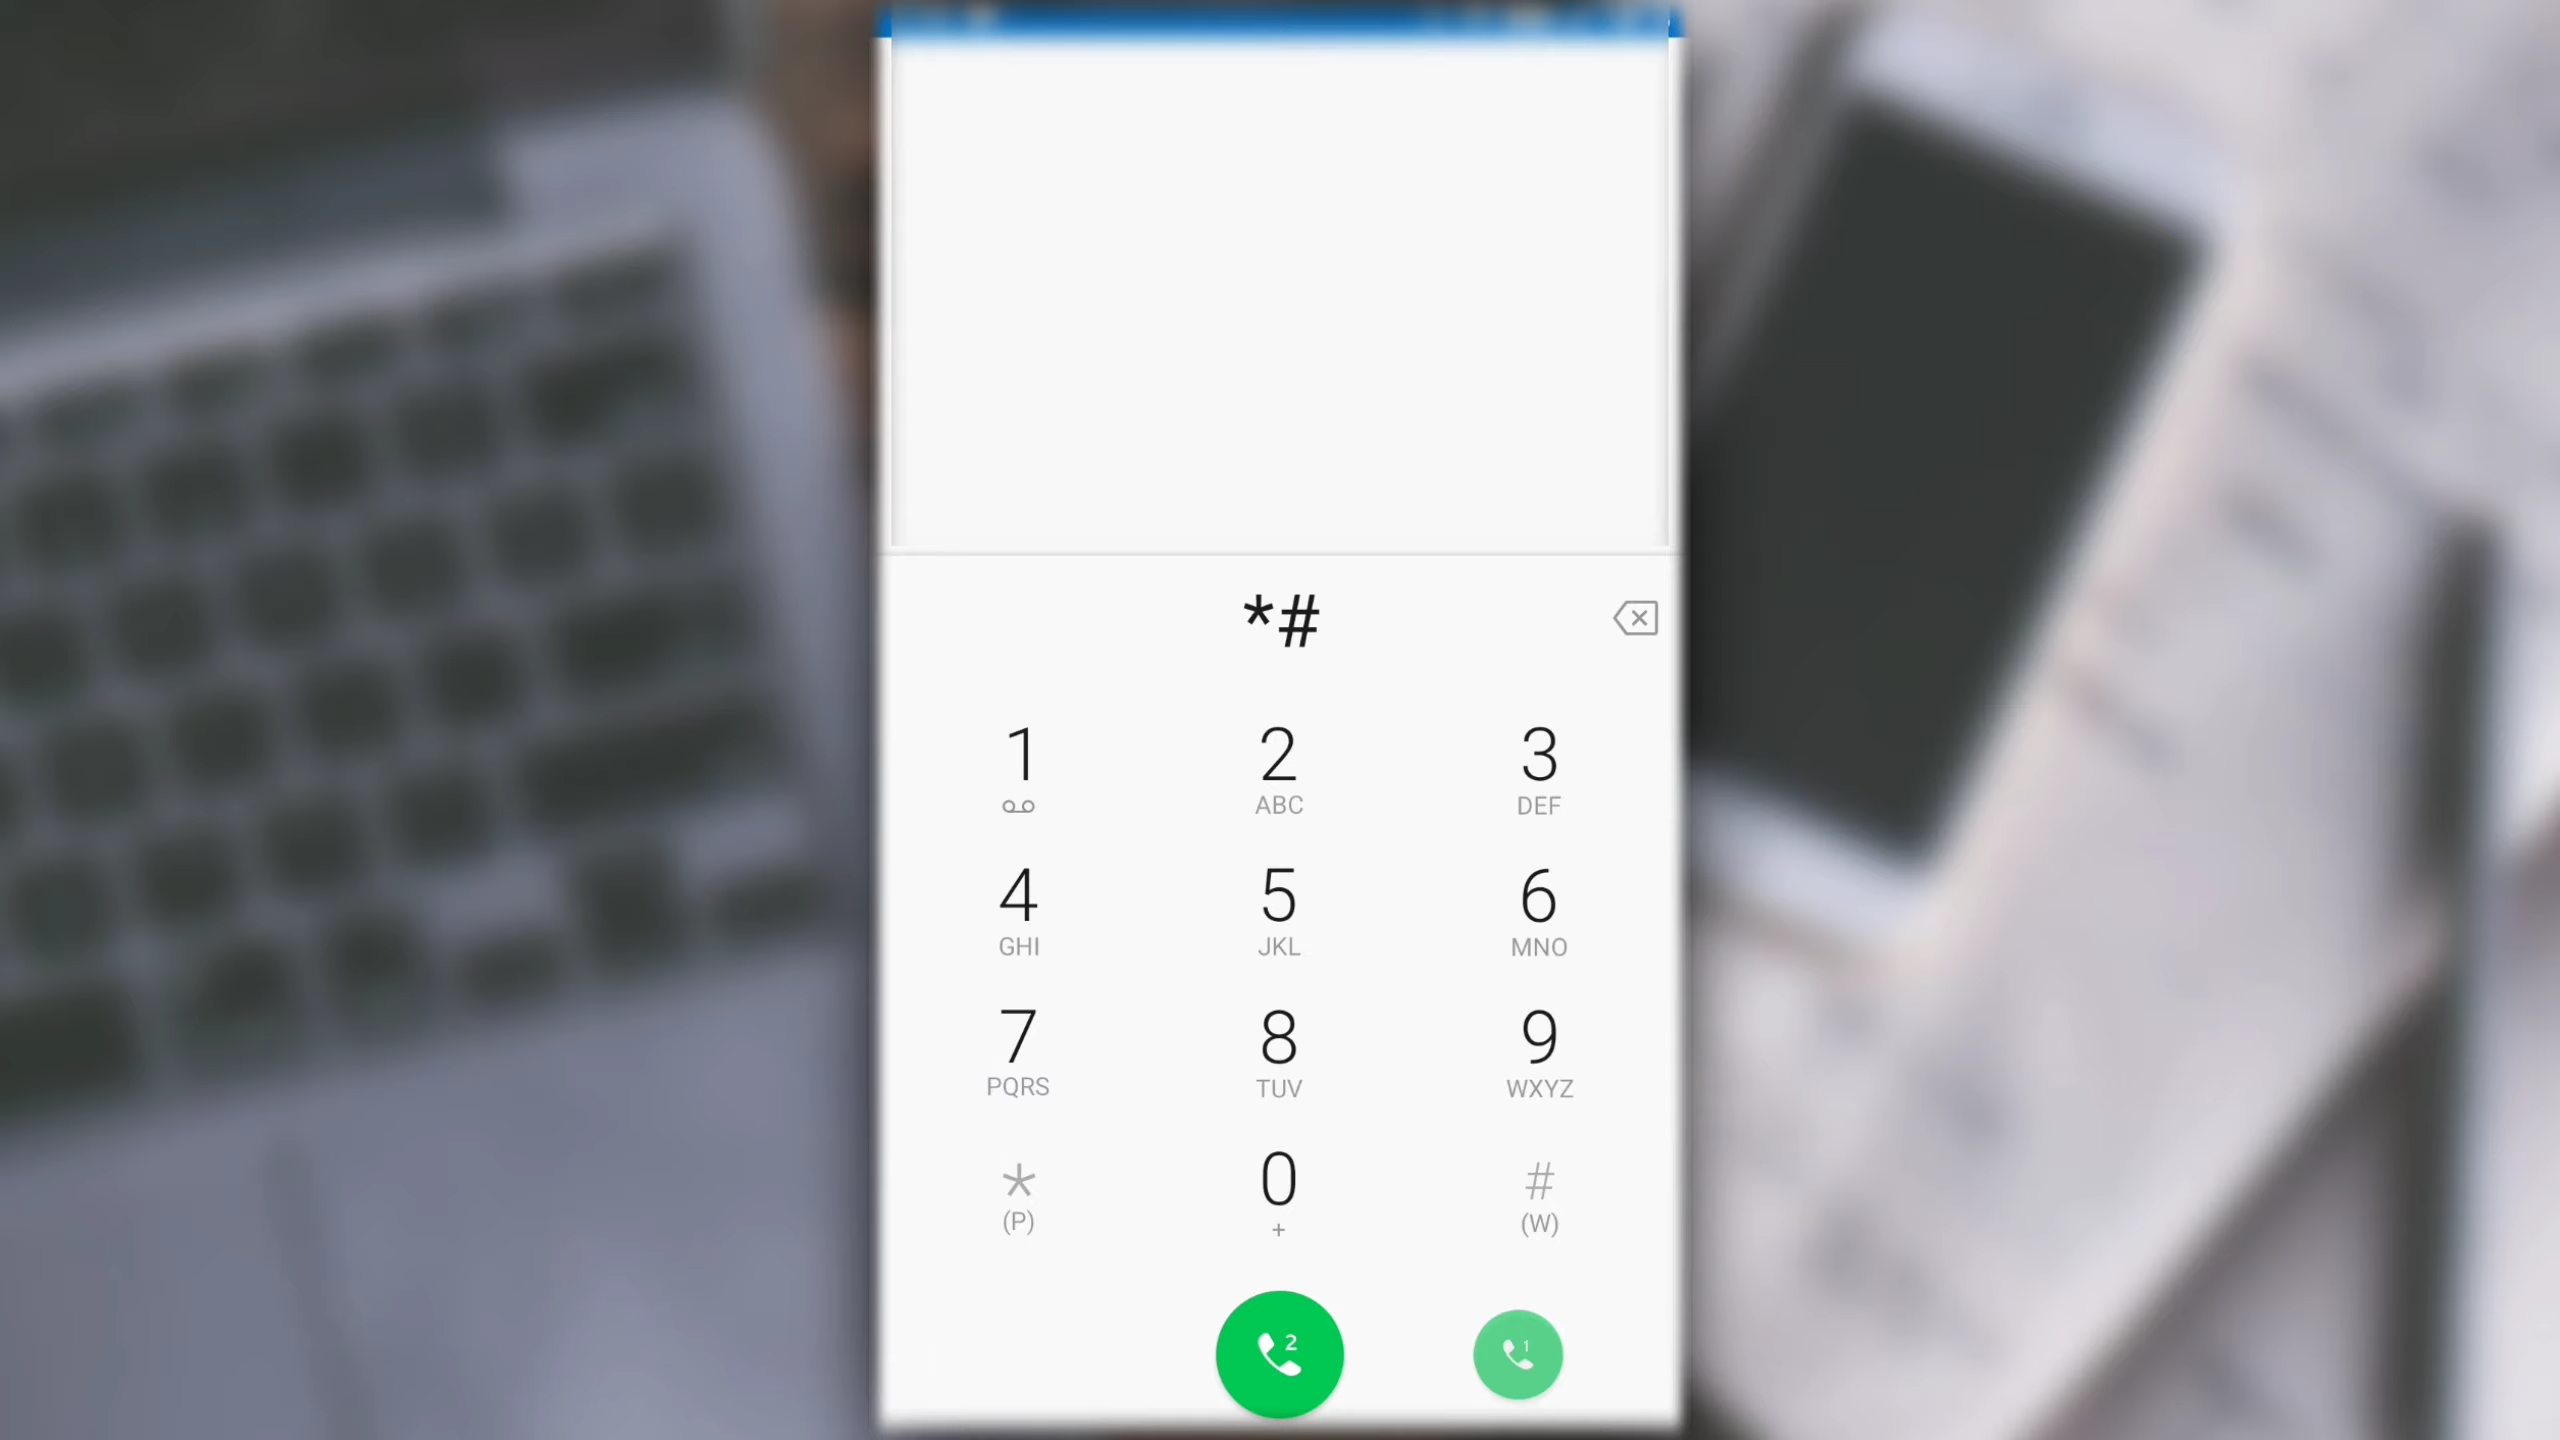 *#
1 2 3
ABC DEF
4 5 6
GHI JKL MNO
7 8 9
PQRS TUV WXYZ
* 0 #
(P) + (W)
2 1